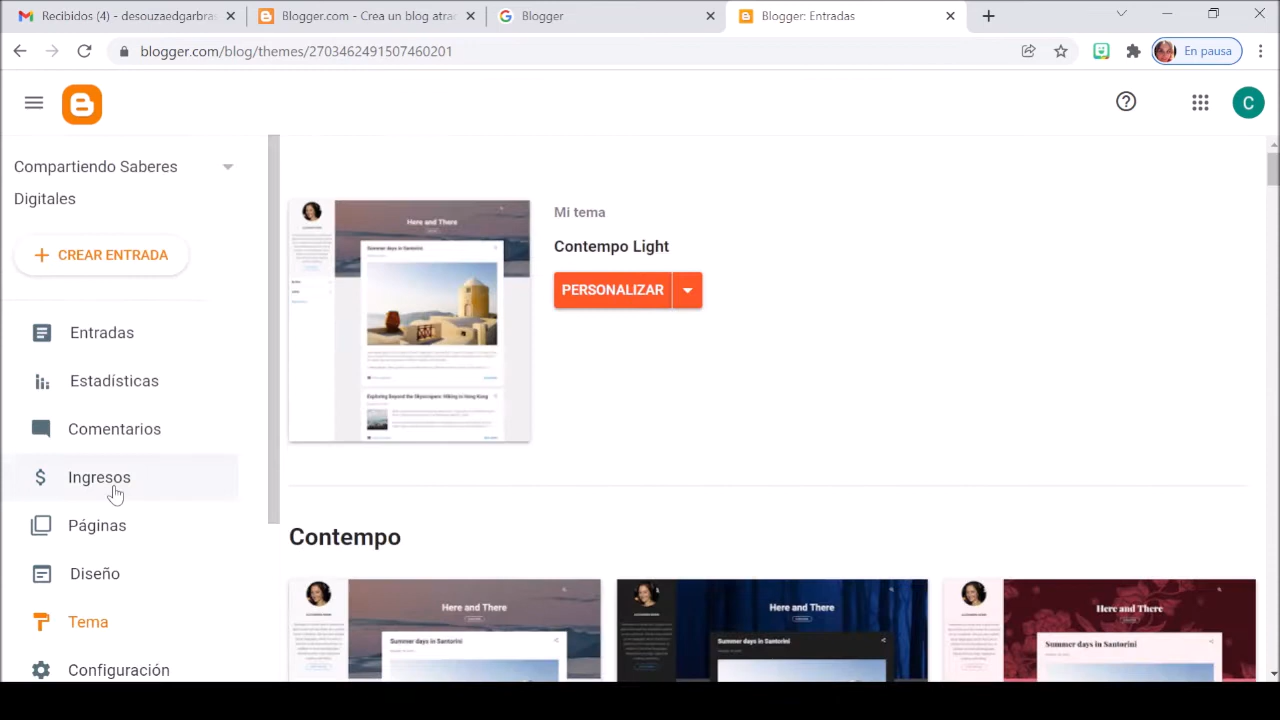 Recibidos (4) - desouzaedgarbras
Blogger.com - Crea un blog atrac
Blogger
Blogger: Entradas
blogger.com/blog/themes/2703462491507460201
En pausa
C
Compartiendo Saberes
Digitales
CREAR ENTRADA
Entradas
Estadísticas
Comentarios
Ingresos
Páginas
Diseño
Tema
Configuración
Here and There
Summer days in Santorini
Exploring Beyond the Skyscrapers: Hiking in Hong Kong
Mi tema
Contempo Light
PERSONALIZAR
Contempo
Here and There
Summer days in Santorini
Here and There
Summer days in Santorini
Here and There
Summer days in Santorini